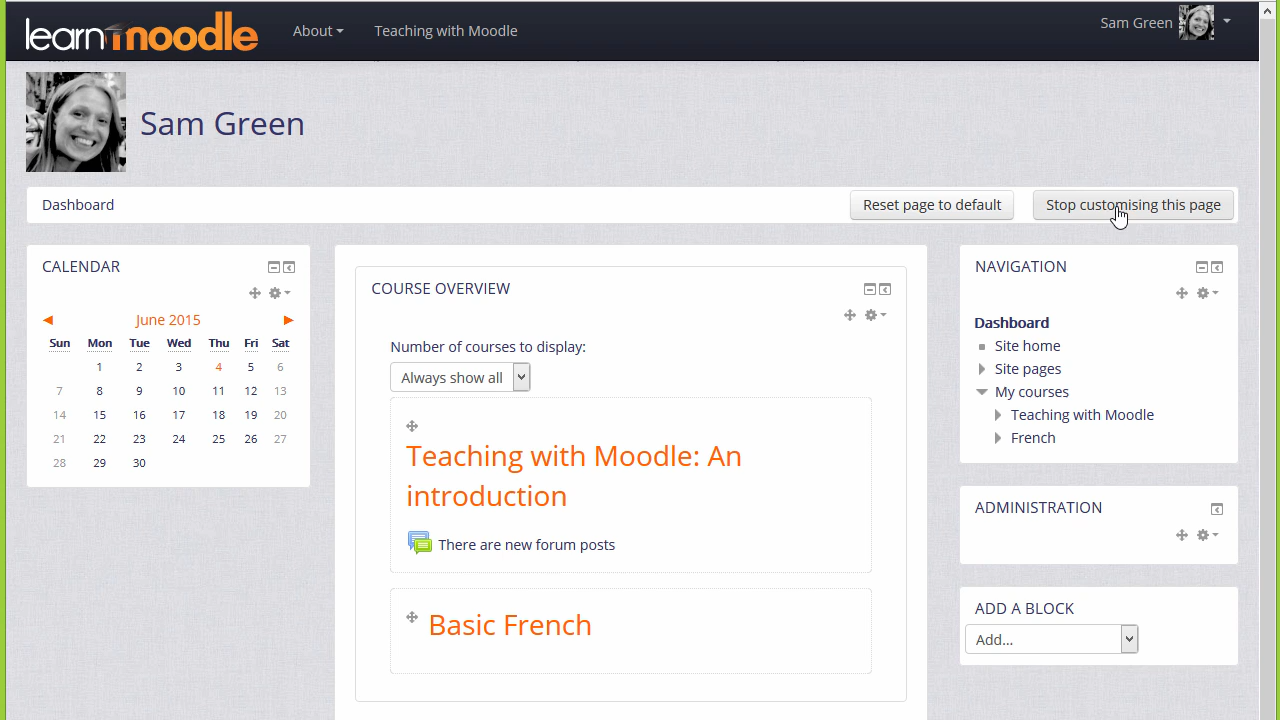 learn moodle
About
Teaching with Moodle
Sam Green
Sam Green
Dashboard
Reset page to default
Stop customising this page
CALENDAR
June 2015
Sun Mon Tue Wed Thu Fri Sat
1 2 3 4 5 6
7 8 9 10 11 12 13
14 15 16 17 18 19 20
21 22 23 24 25 26 27
28 29 30
COURSE OVERVIEW
Number of courses to display:
Always show all
Teaching with Moodle: An
introduction
There are new forum posts
Basic French
NAVIGATION
Dashboard
Site home
Site pages
My courses
Teaching with Moodle
French
ADMINISTRATION
ADD A BLOCK
Add...